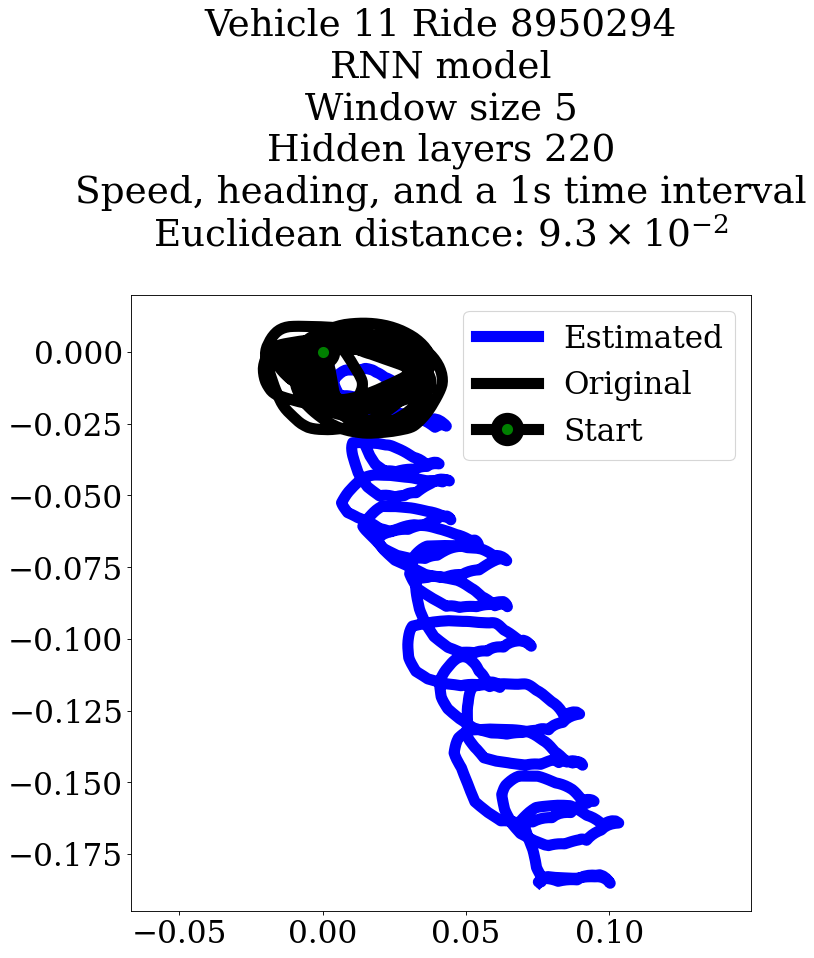 Vehicle 11 Ride 8950294
RNN model
Window size 5
Hidden layers 220
Speed, heading, and a 1s time interval
Euclidean distance: 9.3 × 10⁻²
Estimated
Original
Start
0.000
−0.025
−0.050
−0.075
−0.100
−0.125
−0.150
−0.175
−0.05 0.00 0.05 0.10